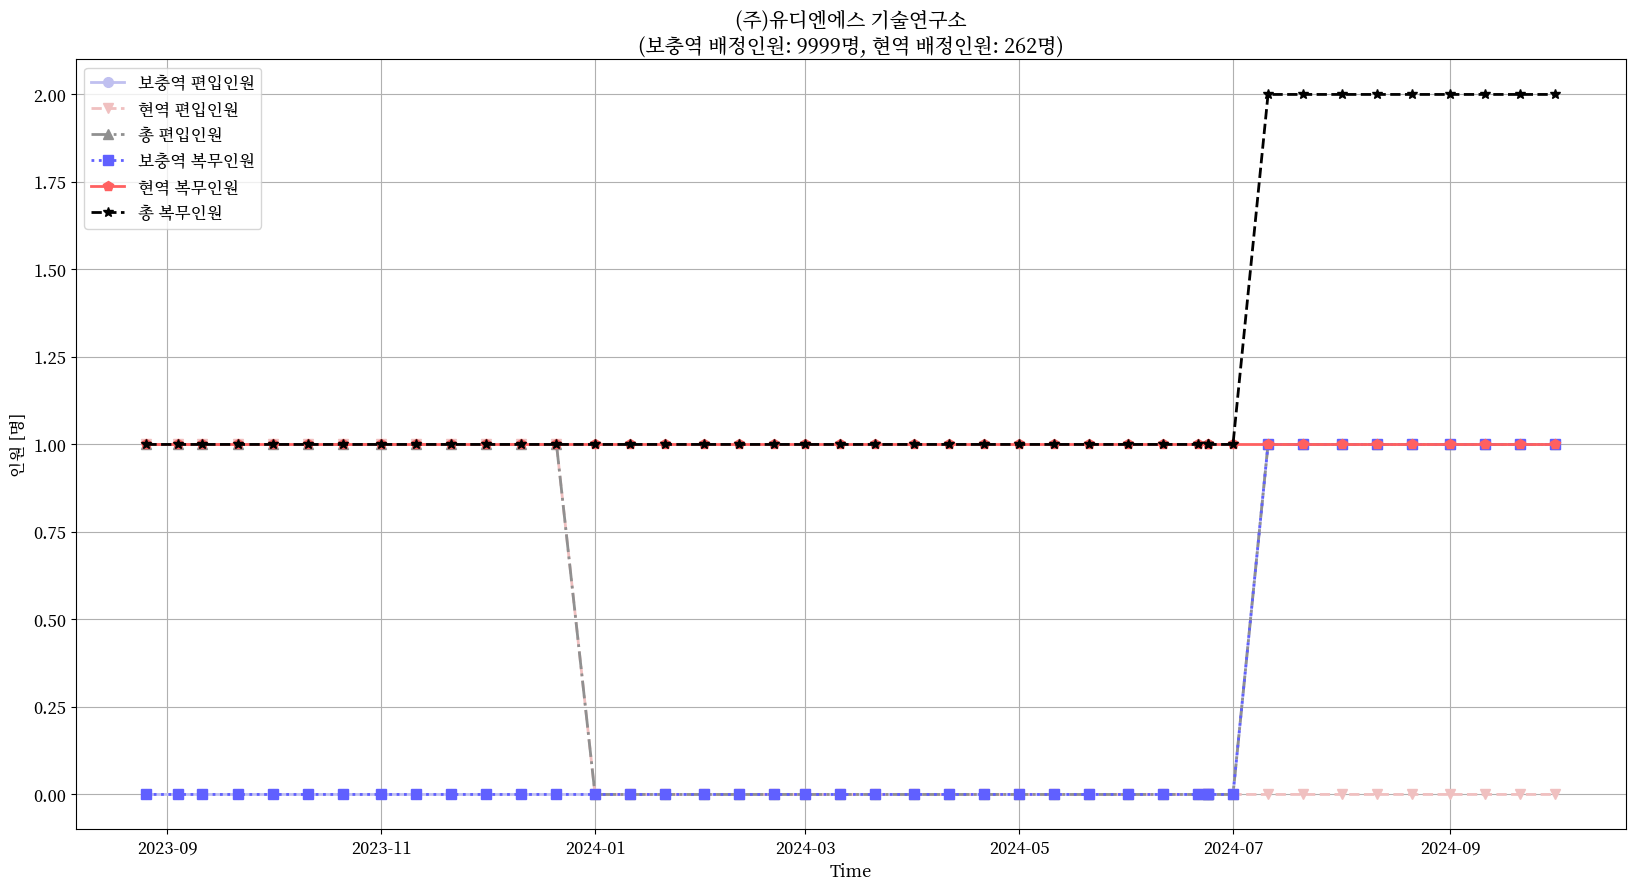 (주)유디엔에스 기술연구소
(보충역 배정인원: 9999명, 현역 배정인원: 262명)
보충역 편입인원
현역 편입인원
총 편입인원
보충역 복무인원
현역 복무인원
총 복무인원
2.00
1.75
1.50
1.25
1.00
0.75
0.50
0.25
0.00
인원 [명]
2023-09
2023-11
2024-01
2024-03
2024-05
2024-07
2024-09
Time